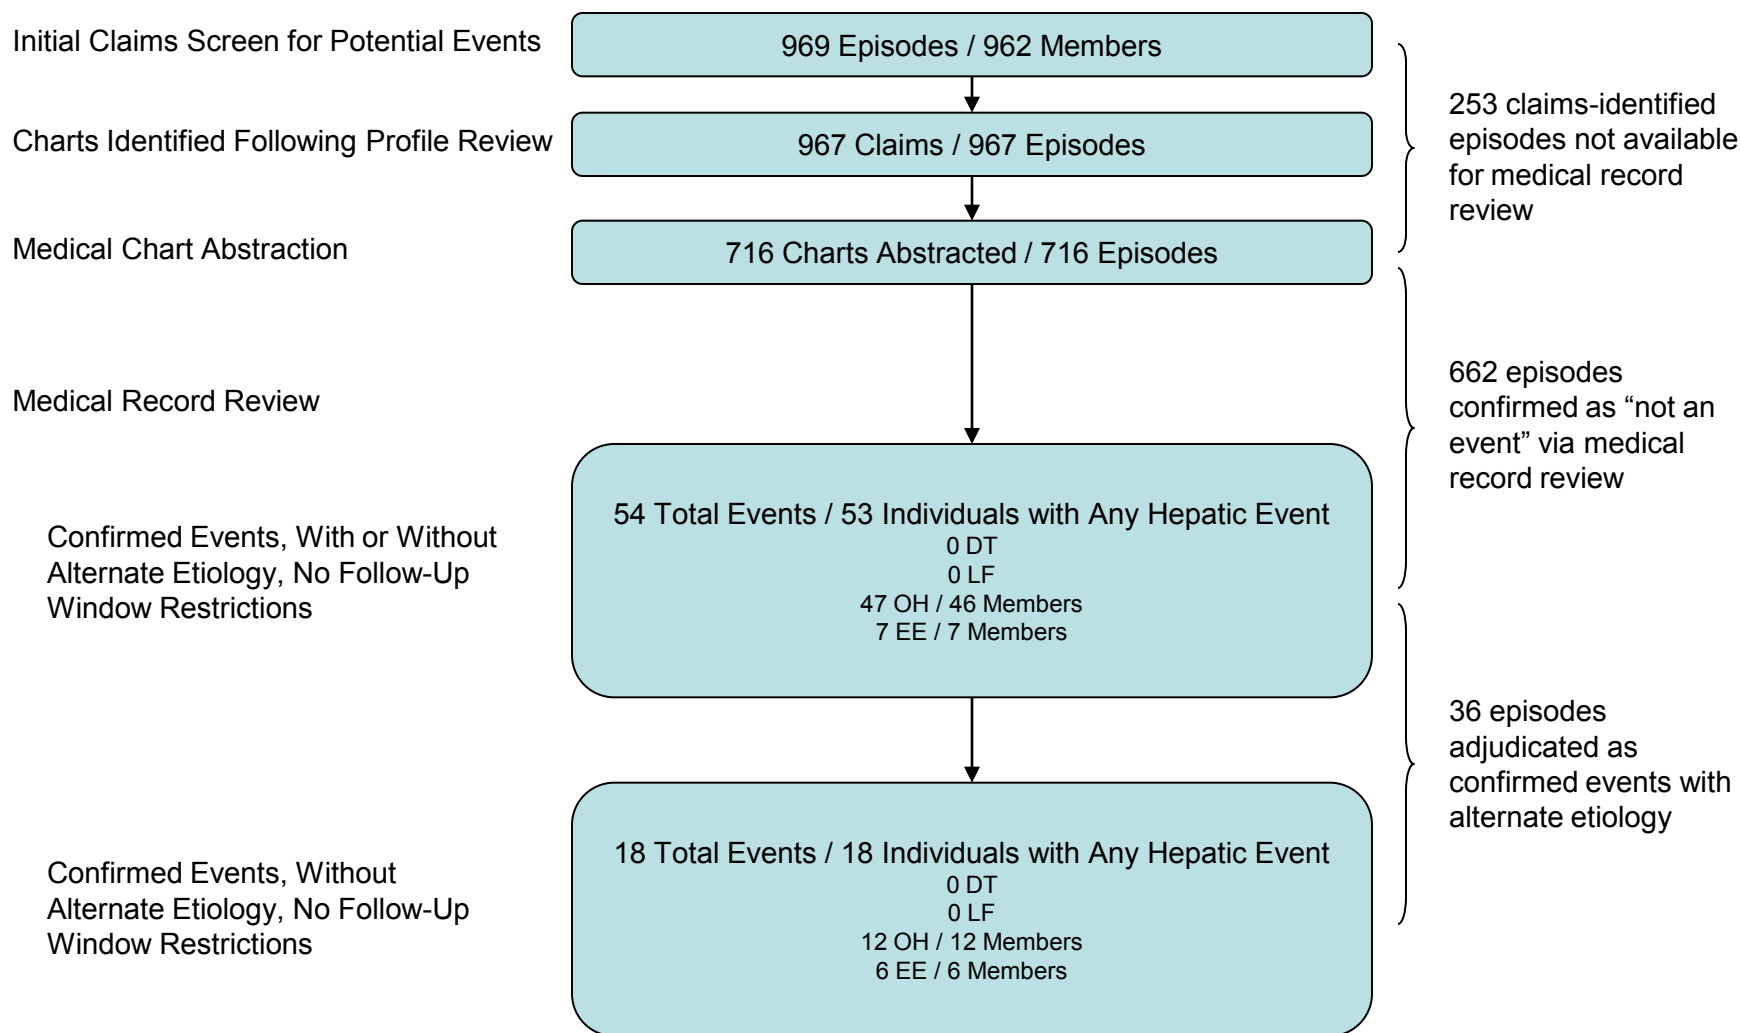 Initial Claims Screen for Potential Events
969 Episodes / 962 Members
Charts Identified Following Profile Review
967 Claims / 967 Episodes
253 claims-identified
episodes not available
for medical record
review
Medical Chart Abstraction
716 Charts Abstracted / 716 Episodes
Medical Record Review
662 episodes
confirmed as “not an
event” via medical
record review
Confirmed Events, With or Without
Alternate Etiology, No Follow-Up
Window Restrictions
54 Total Events / 53 Individuals with Any Hepatic Event
0 DT
0 LF
47 OH / 46 Members
7 EE / 7 Members
36 episodes
adjudicated as
confirmed events with
alternate etiology
Confirmed Events, Without
Alternate Etiology, No Follow-Up
Window Restrictions
18 Total Events / 18 Individuals with Any Hepatic Event
0 DT
0 LF
12 OH / 12 Members
6 EE / 6 Members